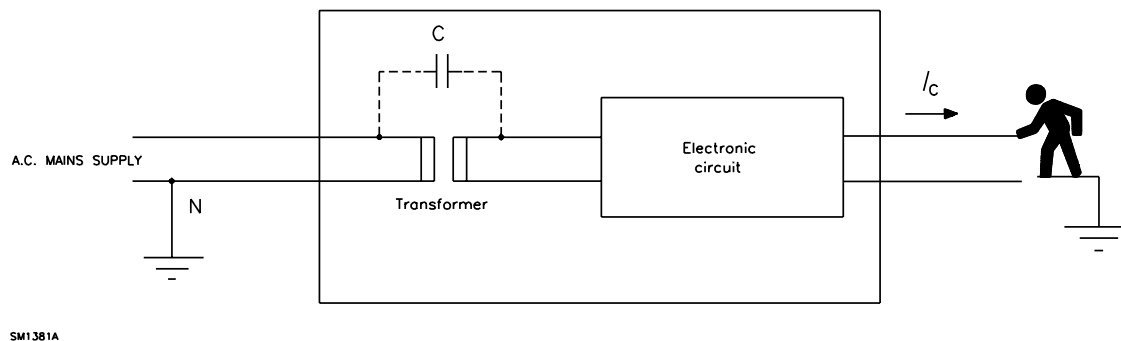 C
I_C
A.C. MAINS SUPPLY
Electronic
circuit
N
Transformer
SM1381A